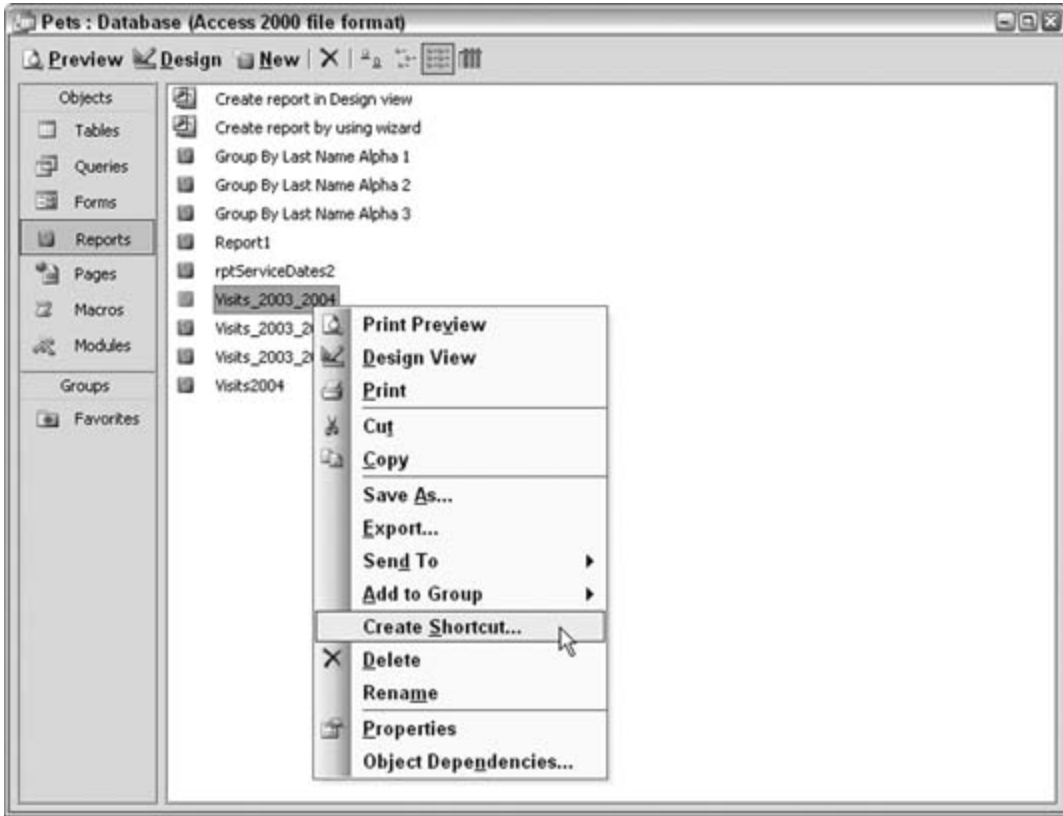 Pets : Database (Access 2000 file format)
Preview Design New
Objects
Tables
Queries
Forms
Reports
Pages
Macros
Modules
Groups
Favorites
Create report in Design view
Create report by using wizard
Group By Last Name Alpha 1
Group By Last Name Alpha 2
Group By Last Name Alpha 3
Report1
rptServiceDates2
Visits_2003_2004
Visits_2003_2
Visits_2003_2
Visits2004
Print Preview
Design View
Print
Cut
Copy
Save As...
Export...
Send To
Add to Group
Create Shortcut...
Delete
Rename
Properties
Object Dependencies...